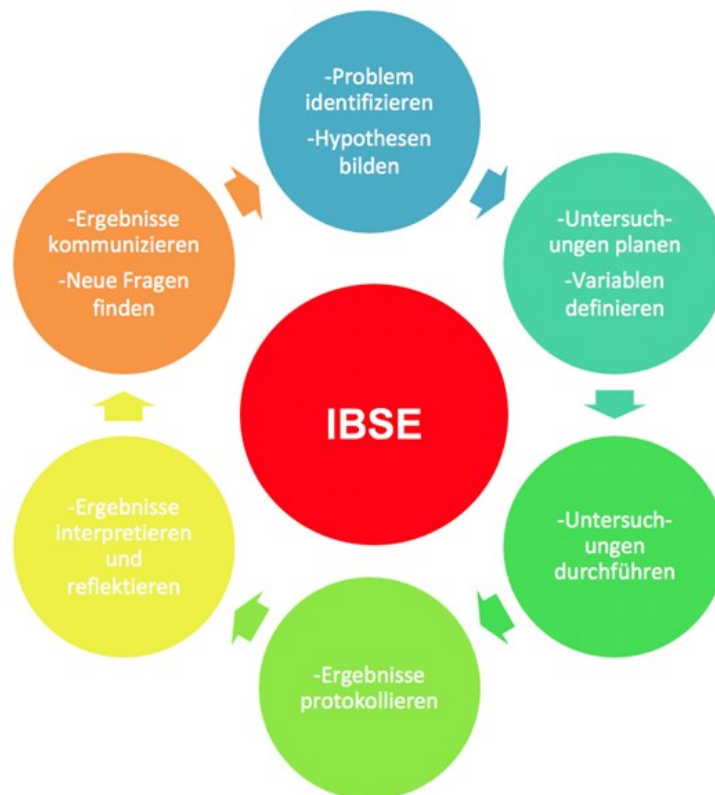 -Problem
identifizieren
-Hypothesen
bilden
-Untersuch-
ungen planen
-Variablen
definieren
-Untersuch-
ungen
durchführen
-Ergebnisse
protokollieren
-Ergebnisse
interpretieren
und
reflektieren
-Ergebnisse
kommunizieren
-Neue Fragen
finden
IBSE